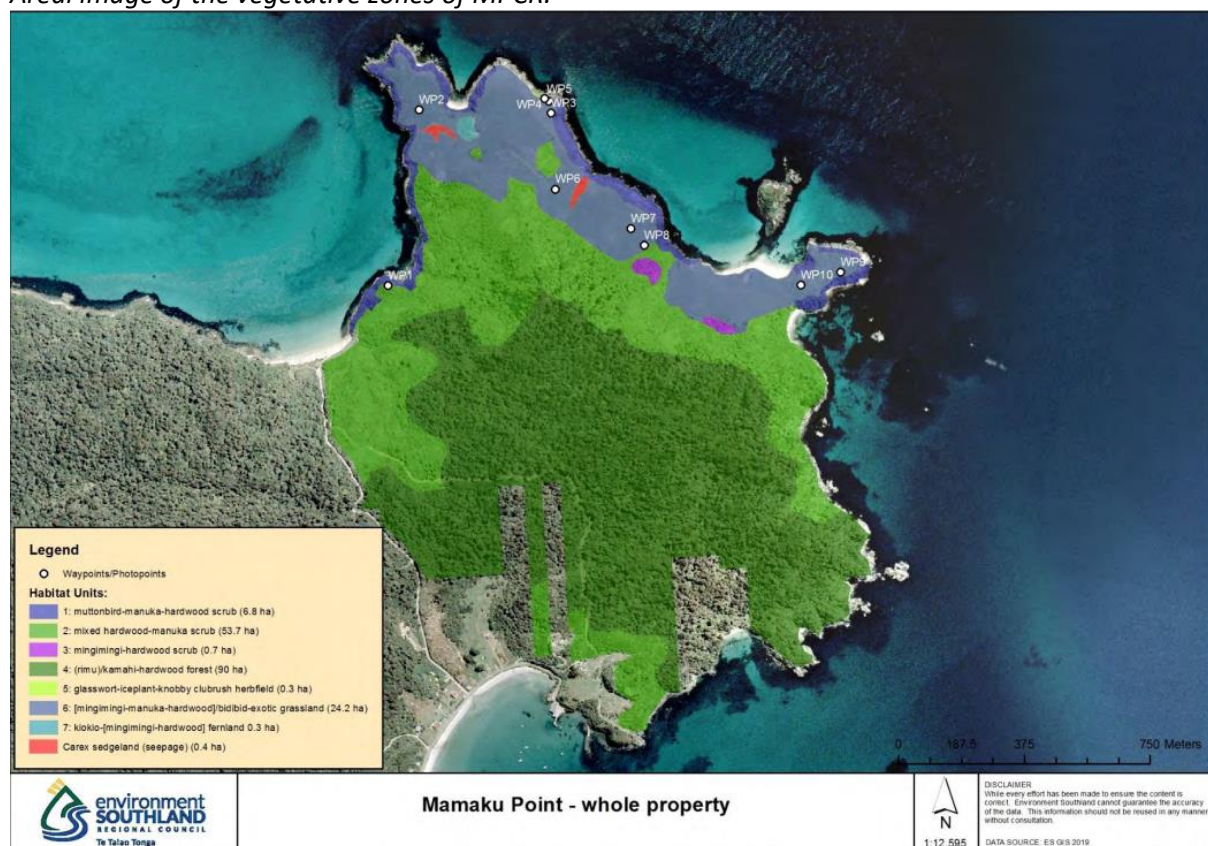 Areal image of the vegetative zones of MPCR.
WP5
WP2
WP4
WP3
WP6
WP7
WP8
WP1
WP9
WP10
Legend
Waypoints/Photopoints
Habitat Units:
1: muttonbird-manuka-hardwood scrub (6.8 ha)
2: mixed hardwood-manuka scrub (53.7 ha)
3: mingimingi-hardwood scrub (0.7 ha)
4: (rimu)/kamahi-hardwood forest (90 ha)
5: glasswort-iceplant-knobby clubrush herbfield (0.3 ha)
6: [mingimingi-manuka-hardwood]/bidibid-exotic grassland (24.2 ha)
7: kiokio-[mingimingi-hardwood] fernland 0.3 ha)
Carex sedgeland (seepage) (0.4 ha)
0 187.5 375 750 Meters
environment
SOUTHLAND
REGIONAL COUNCIL
Te Taiao Tonga
Mamaku Point - whole property
N
1:12,595
DISCLAIMER
While every effort has been made to ensure the content is
correct. Environment Southland cannot guarantee the accuracy
of the data. This information should not be reused in any manner
without consultation.
DATA SOURCE: ES GIS 2019